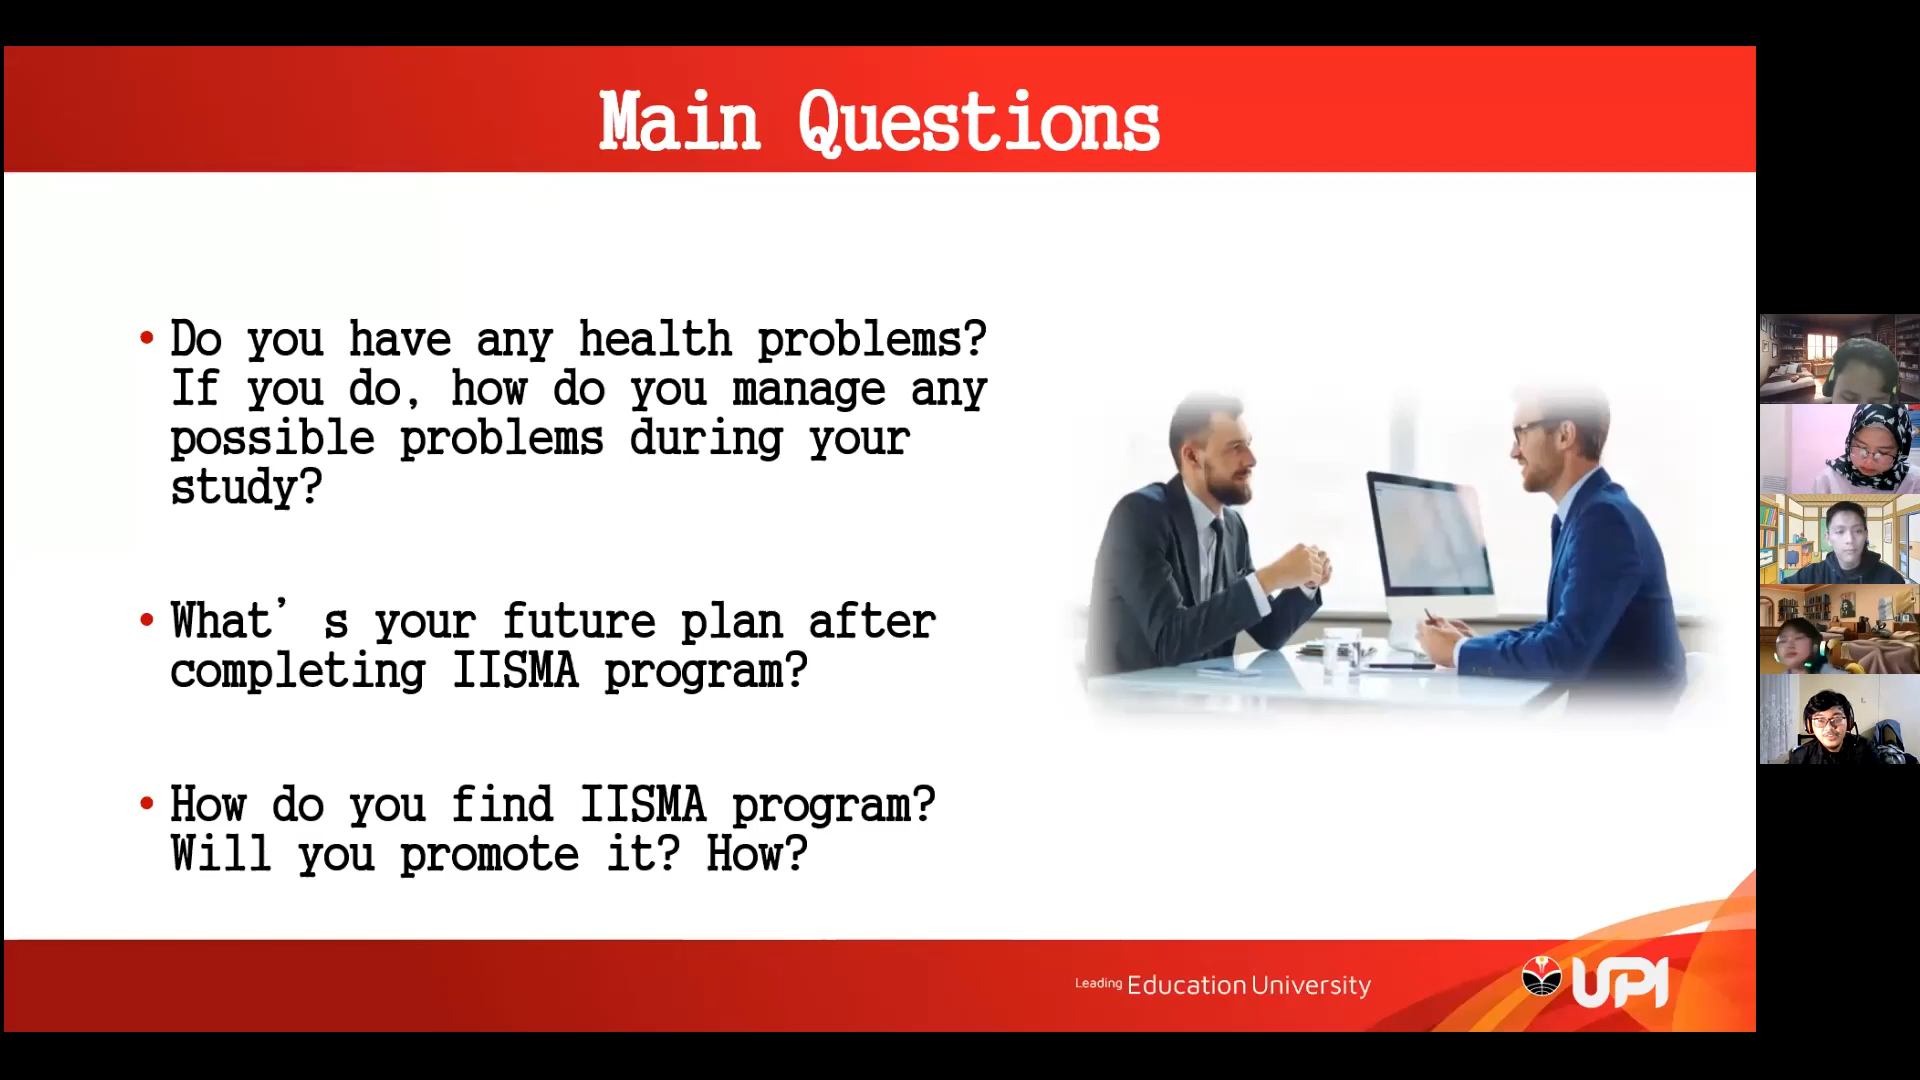 Main Questions
• Do you have any health problems?
If you do, how do you manage any
possible problems during your
study?
• What’s your future plan after
completing IISMA program?
• How do you find IISMA program?
Will you promote it? How?
Leading Education University
UPI